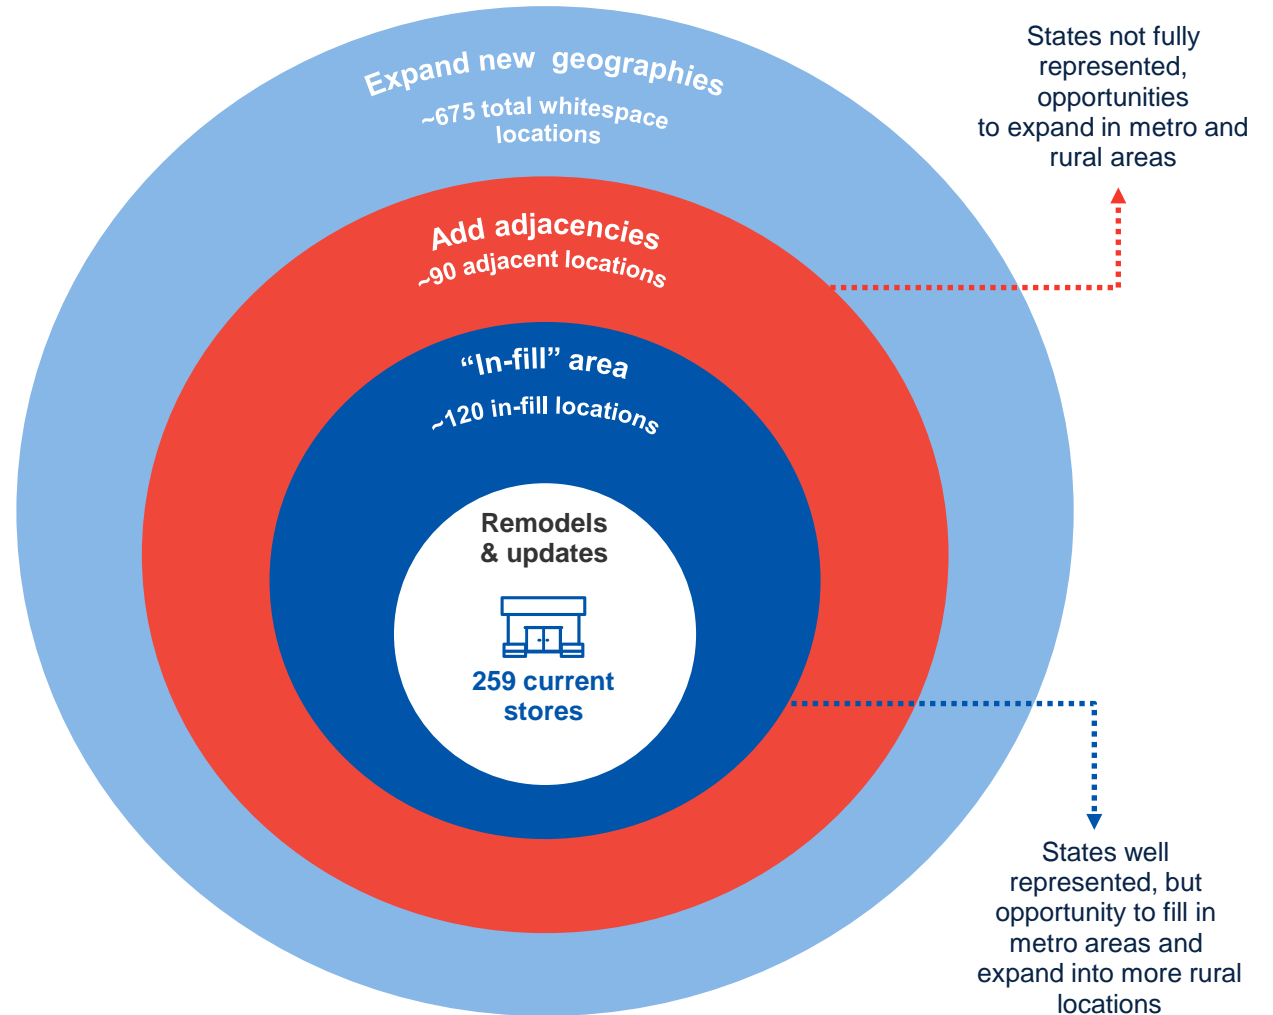 Expand new geographies
~675 total whitespace
locations
Add adjacencies
~90 adjacent locations
“In-fill” area
~120 in-fill locations
Remodels
& updates
259 current
stores
States not fully
represented,
opportunities
to expand in metro and
rural areas
States well
represented, but
opportunity to fill in
metro areas and
expand into more rural
locations